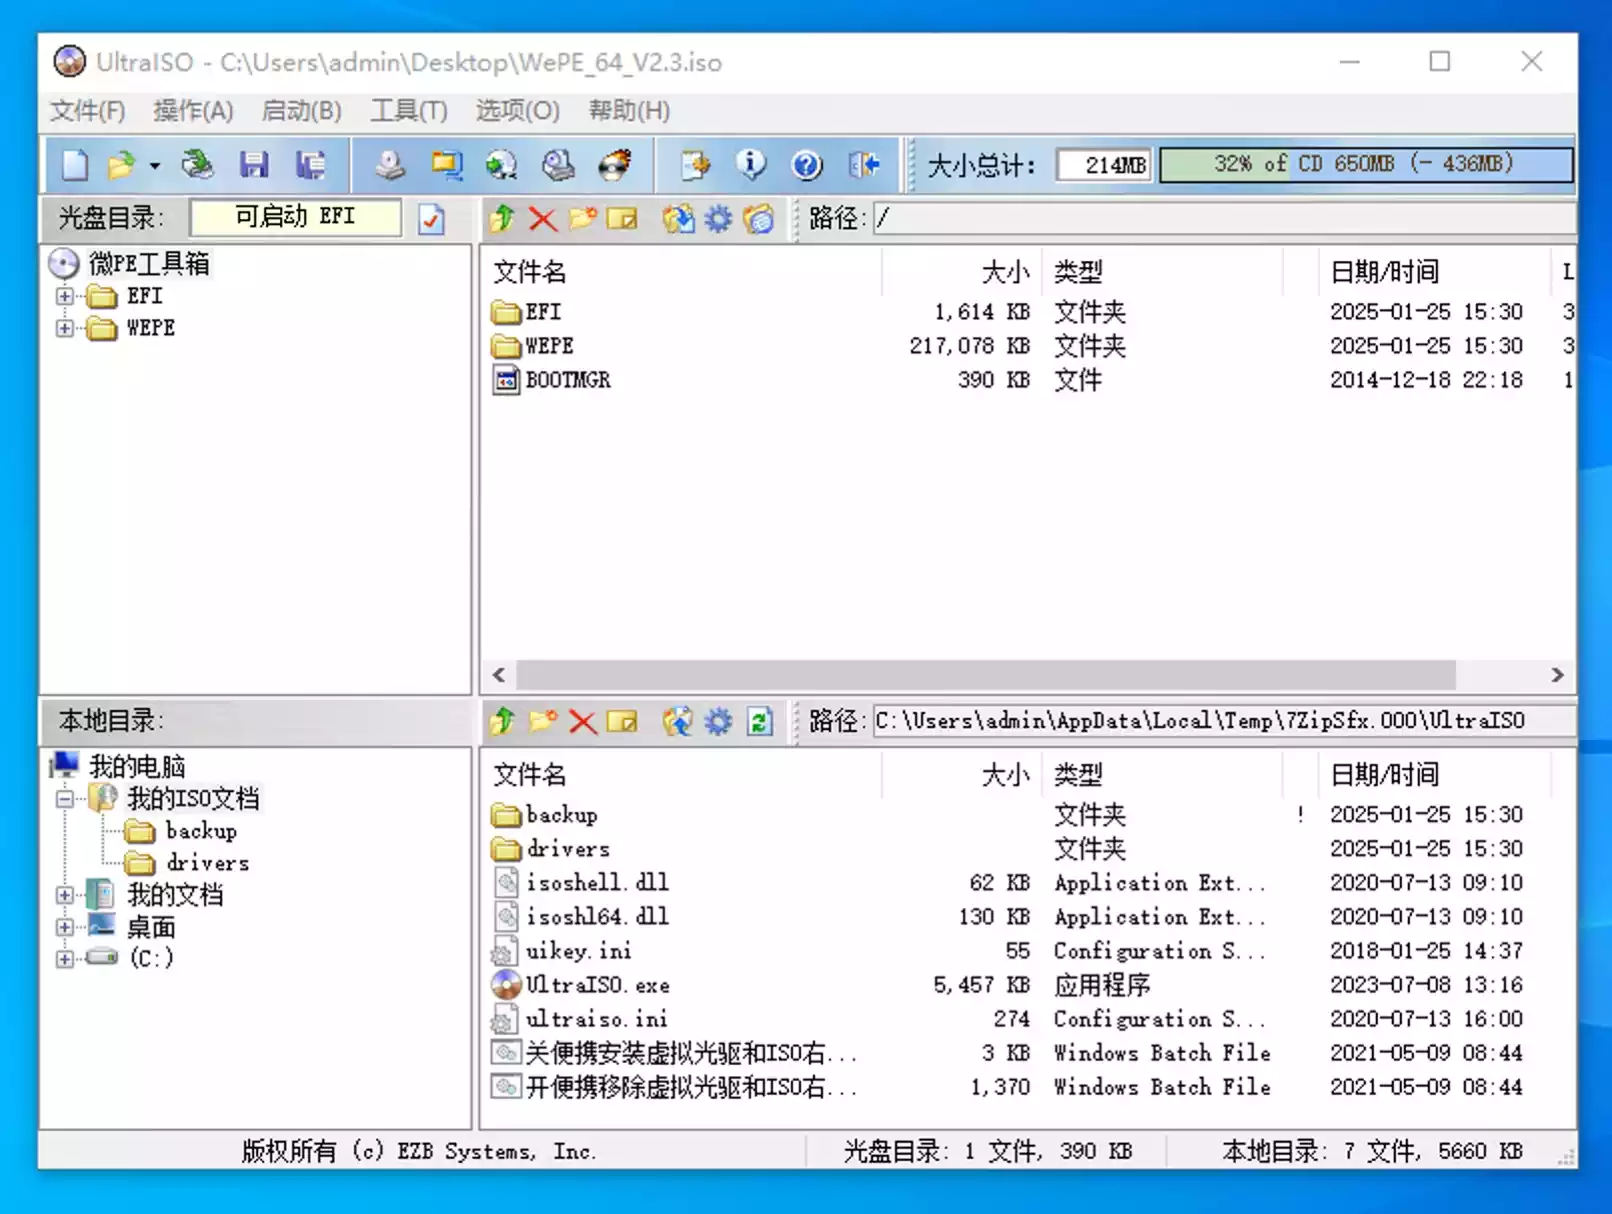 UltraISO - C:\Users\admin\Desktop\WePE_64_V2.3.iso
文件(F) 操作(A) 启动(B) 工具(T) 选项(O) 帮助(H)
大小总计: 214MB 32% of CD 650MB (- 436MB)
光盘目录: 可启动 EFI 路径: /
微PE工具箱
EFI
WEPE
文件名 大小 类型 日期/时间 L
EFI 1,614 KB 文件夹 2025-01-25 15:30 3
WEPE 217,078 KB 文件夹 2025-01-25 15:30 3
BOOTMGR 390 KB 文件 2014-12-18 22:18 1
本地目录: 路径: C:\Users\admin\AppData\Local\Temp\7ZipSfx.000\UltraISO
我的电脑
我的ISO文档
backup
drivers
我的文档
桌面
(C:)
文件名 大小 类型 日期/时间
backup 文件夹 ! 2025-01-25 15:30
drivers 文件夹 2025-01-25 15:30
isoshell.dll 62 KB Application Ext... 2020-07-13 09:10
isoshl64.dll 130 KB Application Ext... 2020-07-13 09:10
uikey.ini 55 Configuration S... 2018-01-25 14:37
UltraISO.exe 5,457 KB 应用程序 2023-07-08 13:16
ultraiso.ini 274 Configuration S... 2020-07-13 16:00
关便携安装虚拟光驱和ISO右... 3 KB Windows Batch File 2021-05-09 08:44
开便携移除虚拟光驱和ISO右... 1,370 Windows Batch File 2021-05-09 08:44
版权所有 (c) EZB Systems, Inc. 光盘目录: 1 文件, 390 KB 本地目录: 7 文件, 5660 KB